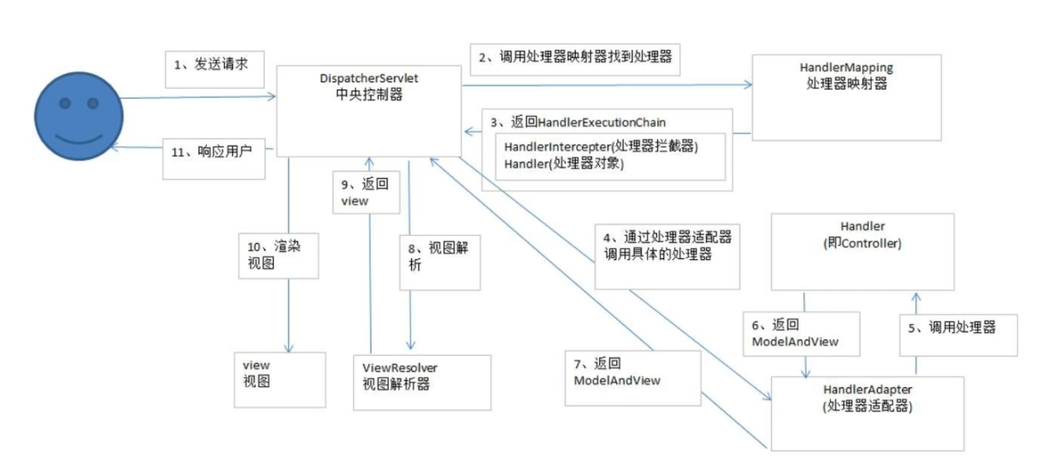 1、发送请求
DispatcherServlet
中央控制器
2、调用处理器映射器找到处理器
HandlerMapping
处理器映射器
3、返回HandlerExecutionChain
HandlerIntercepter(处理器拦截器)
Handler(处理器对象)
11、响应用户
9、返回
view
10、渲染
视图
8、视图解
析
4、通过处理器适配器
调用具体的处理器
Handler
(即Controller)
6、返回
ModelAndView
5、调用处理器
view
视图
ViewResolver
视图解析器
7、返回
ModelAndView
HandlerAdapter
(处理器适配器)